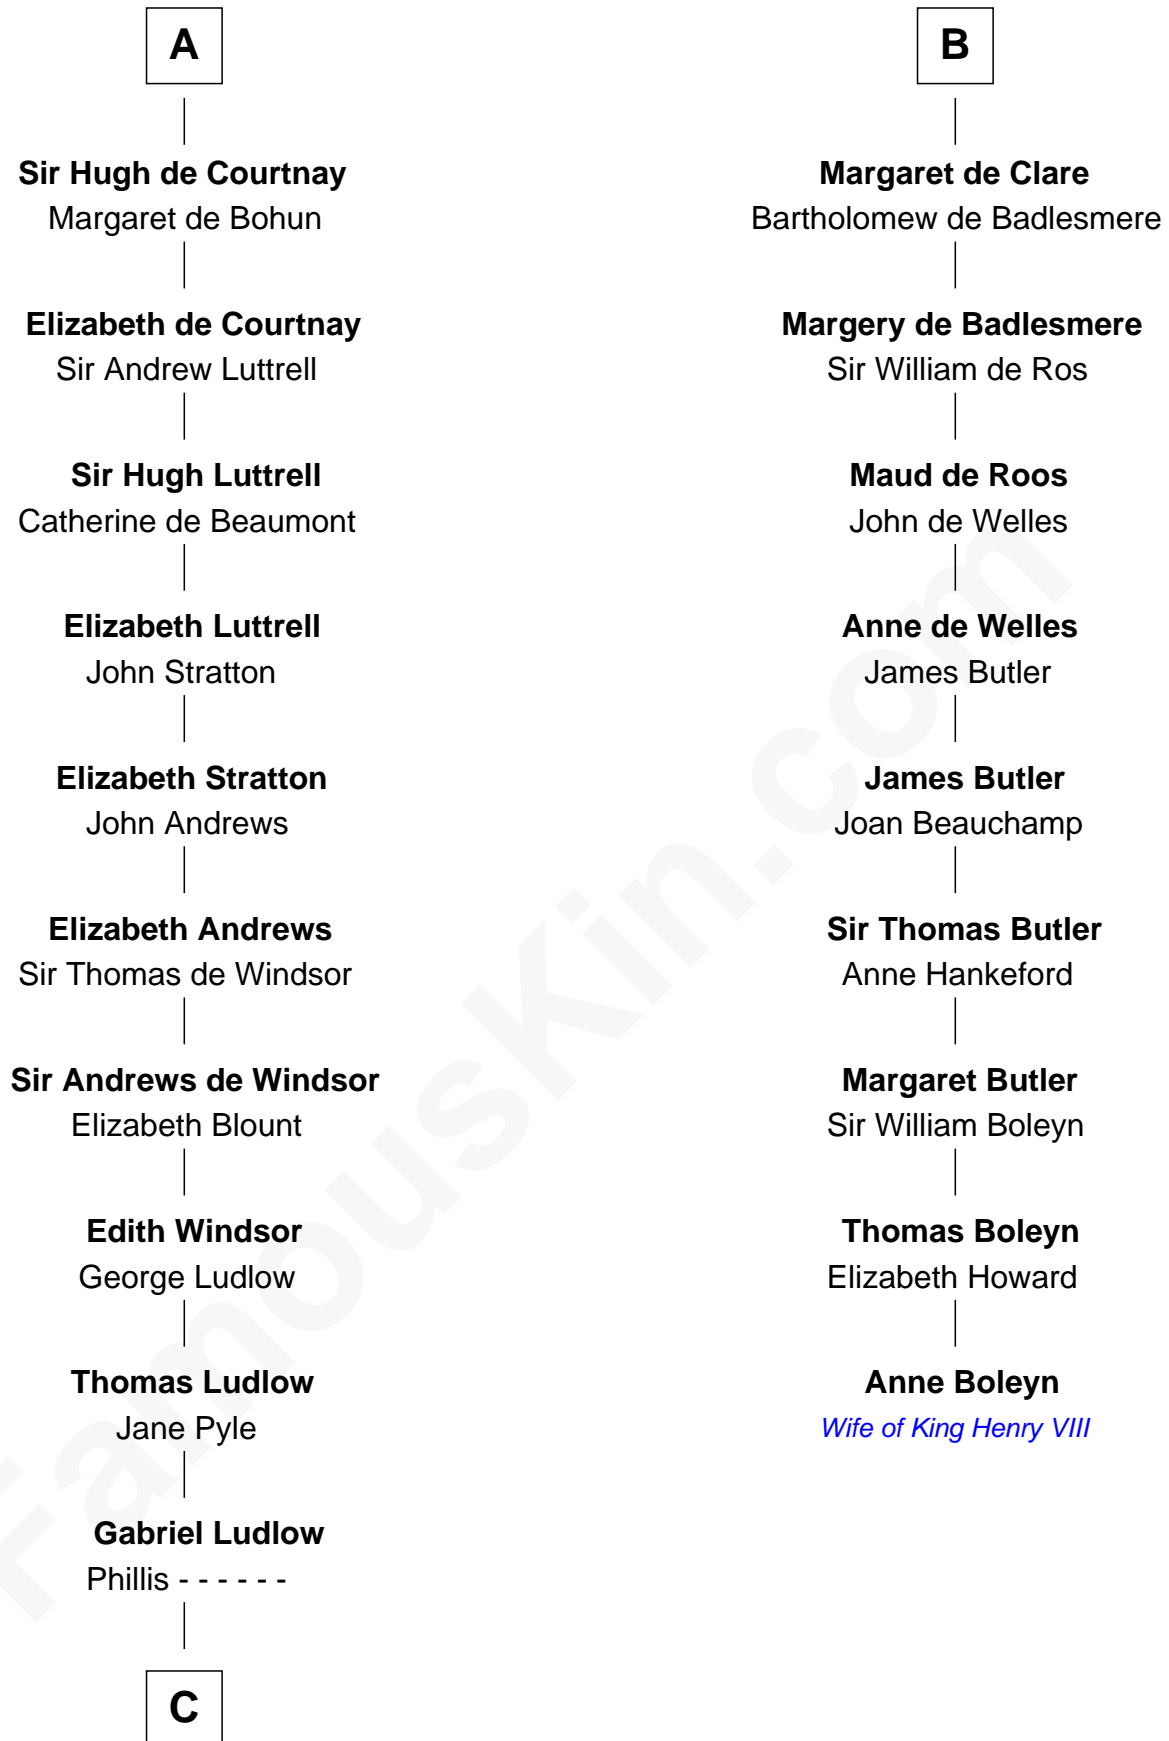 A
Sir Hugh de Courtnay
Margaret de Bohun
Elizabeth de Courtnay
Sir Andrew Luttrell
Sir Hugh Luttrell
Catherine de Beaumont
Elizabeth Luttrell
John Stratton
Elizabeth Stratton
John Andrews
Elizabeth Andrews
Sir Thomas de Windsor
Sir Andrews de Windsor
Elizabeth Blount
Edith Windsor
George Ludlow
Thomas Ludlow
Jane Pyle
Gabriel Ludlow
Phillis - - - - - -
C
B
Margaret de Clare
Bartholomew de Badlesmere
Margery de Badlesmere
Sir William de Ros
Maud de Roos
John de Welles
Anne de Welles
James Butler
James Butler
Joan Beauchamp
Sir Thomas Butler
Anne Hankeford
Margaret Butler
Sir William Boleyn
Thomas Boleyn
Elizabeth Howard
Anne Boleyn
Wife of King Henry VIII
FamousKin.com